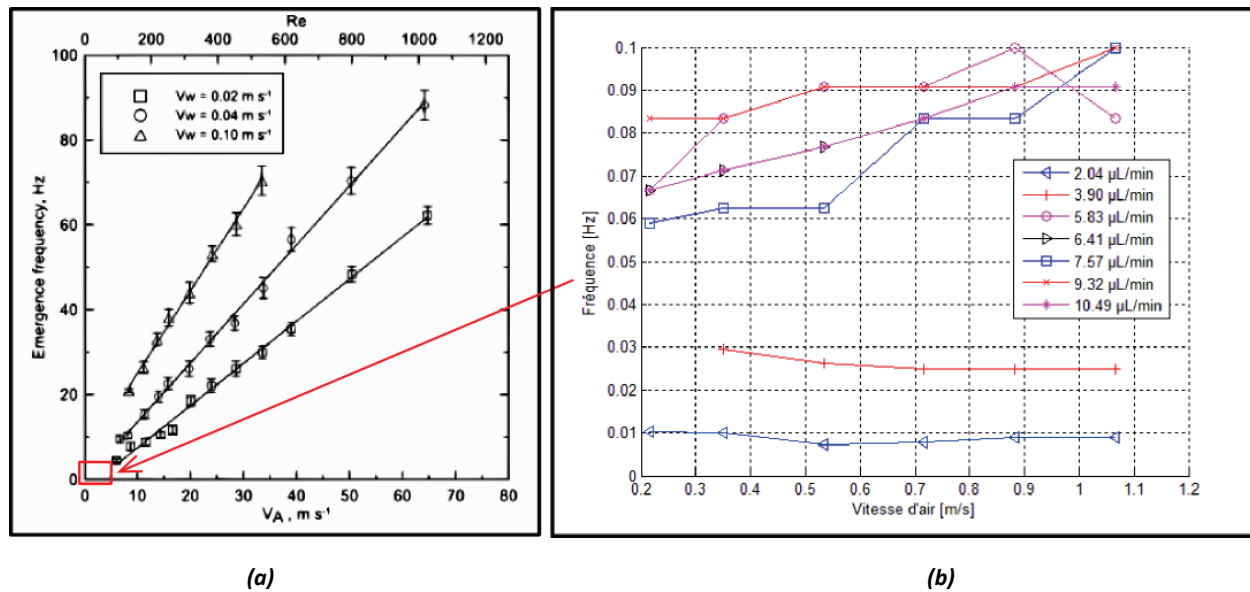 Re
0 200 400 600 800 1000 1200
100
80
60
40
20
0
Emergence frequency, Hz
Vw = 0.02 m s⁻¹
Vw = 0.04 m s⁻¹
Vw = 0.10 m s⁻¹
0 10 20 30 40 50 60 70 80
V_A , m s⁻¹
(a)
0.1
0.09
0.08
0.07
0.06
0.05
0.04
0.03
0.02
0.01
0
Fréquence [Hz]
2.04 µL/min
3.90 µL/min
5.83 µL/min
6.41 µL/min
7.57 µL/min
9.32 µL/min
10.49 µL/min
0.2 0.3 0.4 0.5 0.6 0.7 0.8 0.9 1 1.1 1.2
Vitesse d'air [m/s]
(b)